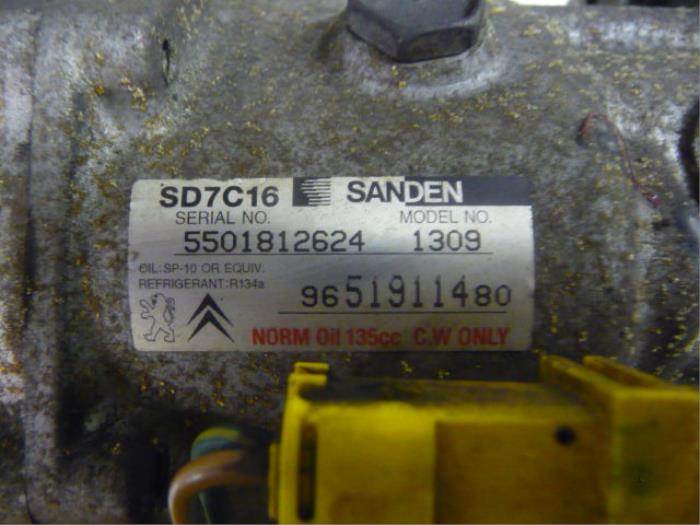 SD7C16 SANDEN
SERIAL NO. MODEL NO.
5501812624 1309
OIL:SP-10 OR EQUIV.
REFRIGERANT:R134a
9651911480
NORM Oil 135cc C.W ONLY